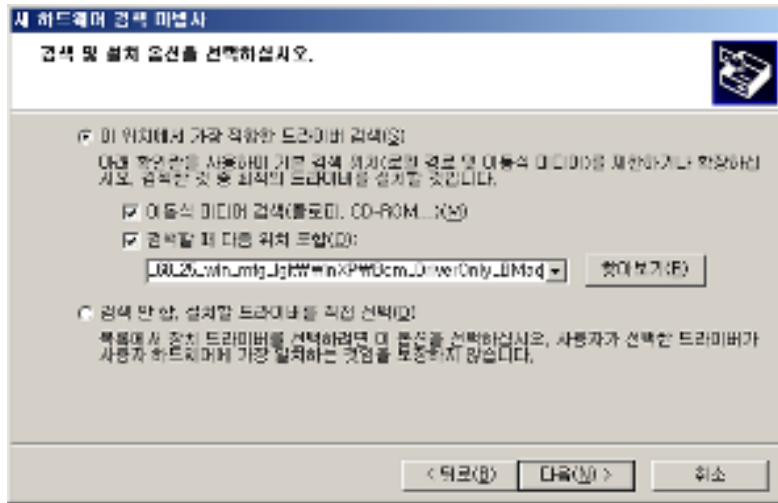 새 하드웨어 검색 마법사
검색 및 설치 옵션을 선택하십시오.
이 위치에서 가장 적합한 드라이버 검색(S)
아래 확인란을 사용하여 기본 검색 위치(로컬 경로 및 이동식 미디어)를 제한하거나 확장하십
시오. 검색한 것 중 최적의 드라이버를 설치할 것입니다.
이동식 미디어 검색(플로피, CD-ROM...)(M)
검색할 때 다음 위치 포함(O):
win_mfg_lgit\WinXP\Bcm_DriverOnly_BMaq
찾아보기(R)
검색 안 함. 설치할 드라이버를 직접 선택(D)
목록에서 장치 드라이버를 선택하려면 이 옵션을 선택하십시오. 사용자가 선택한 드라이버가
사용자 하드웨어에 가장 일치하는 것임을 보장하지 않습니다.
< 뒤로(B)
다음(N) >
취소